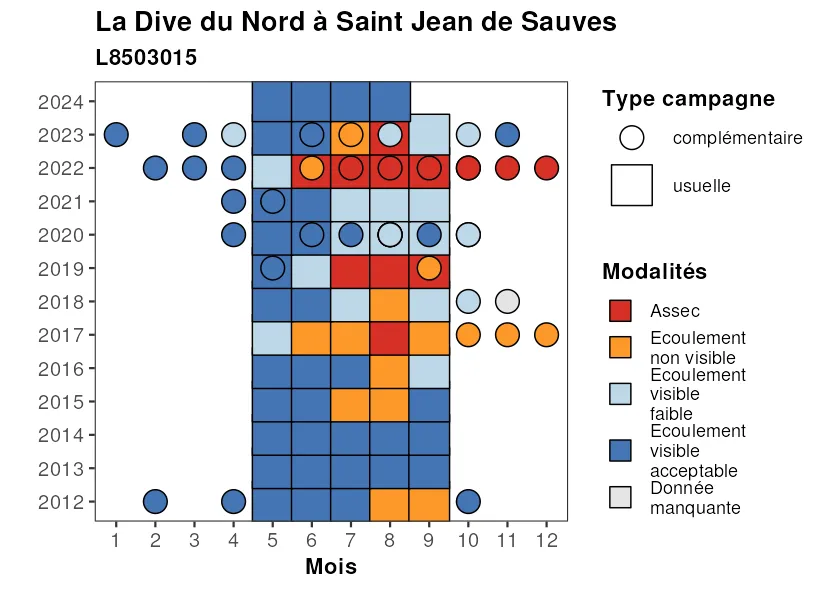 La Dive du Nord à Saint Jean de Sauves
L8503015
2024
2023
2022
2021
2020
2019
2018
2017
2016
2015
2014
2013
2012
1 2 3 4 5 6 7 8 9 10 11 12
Mois
Type campagne
complémentaire
usuelle
Modalités
Assec
Ecoulement
non visible
Ecoulement
visible
faible
Ecoulement
visible
acceptable
Donnée
manquante